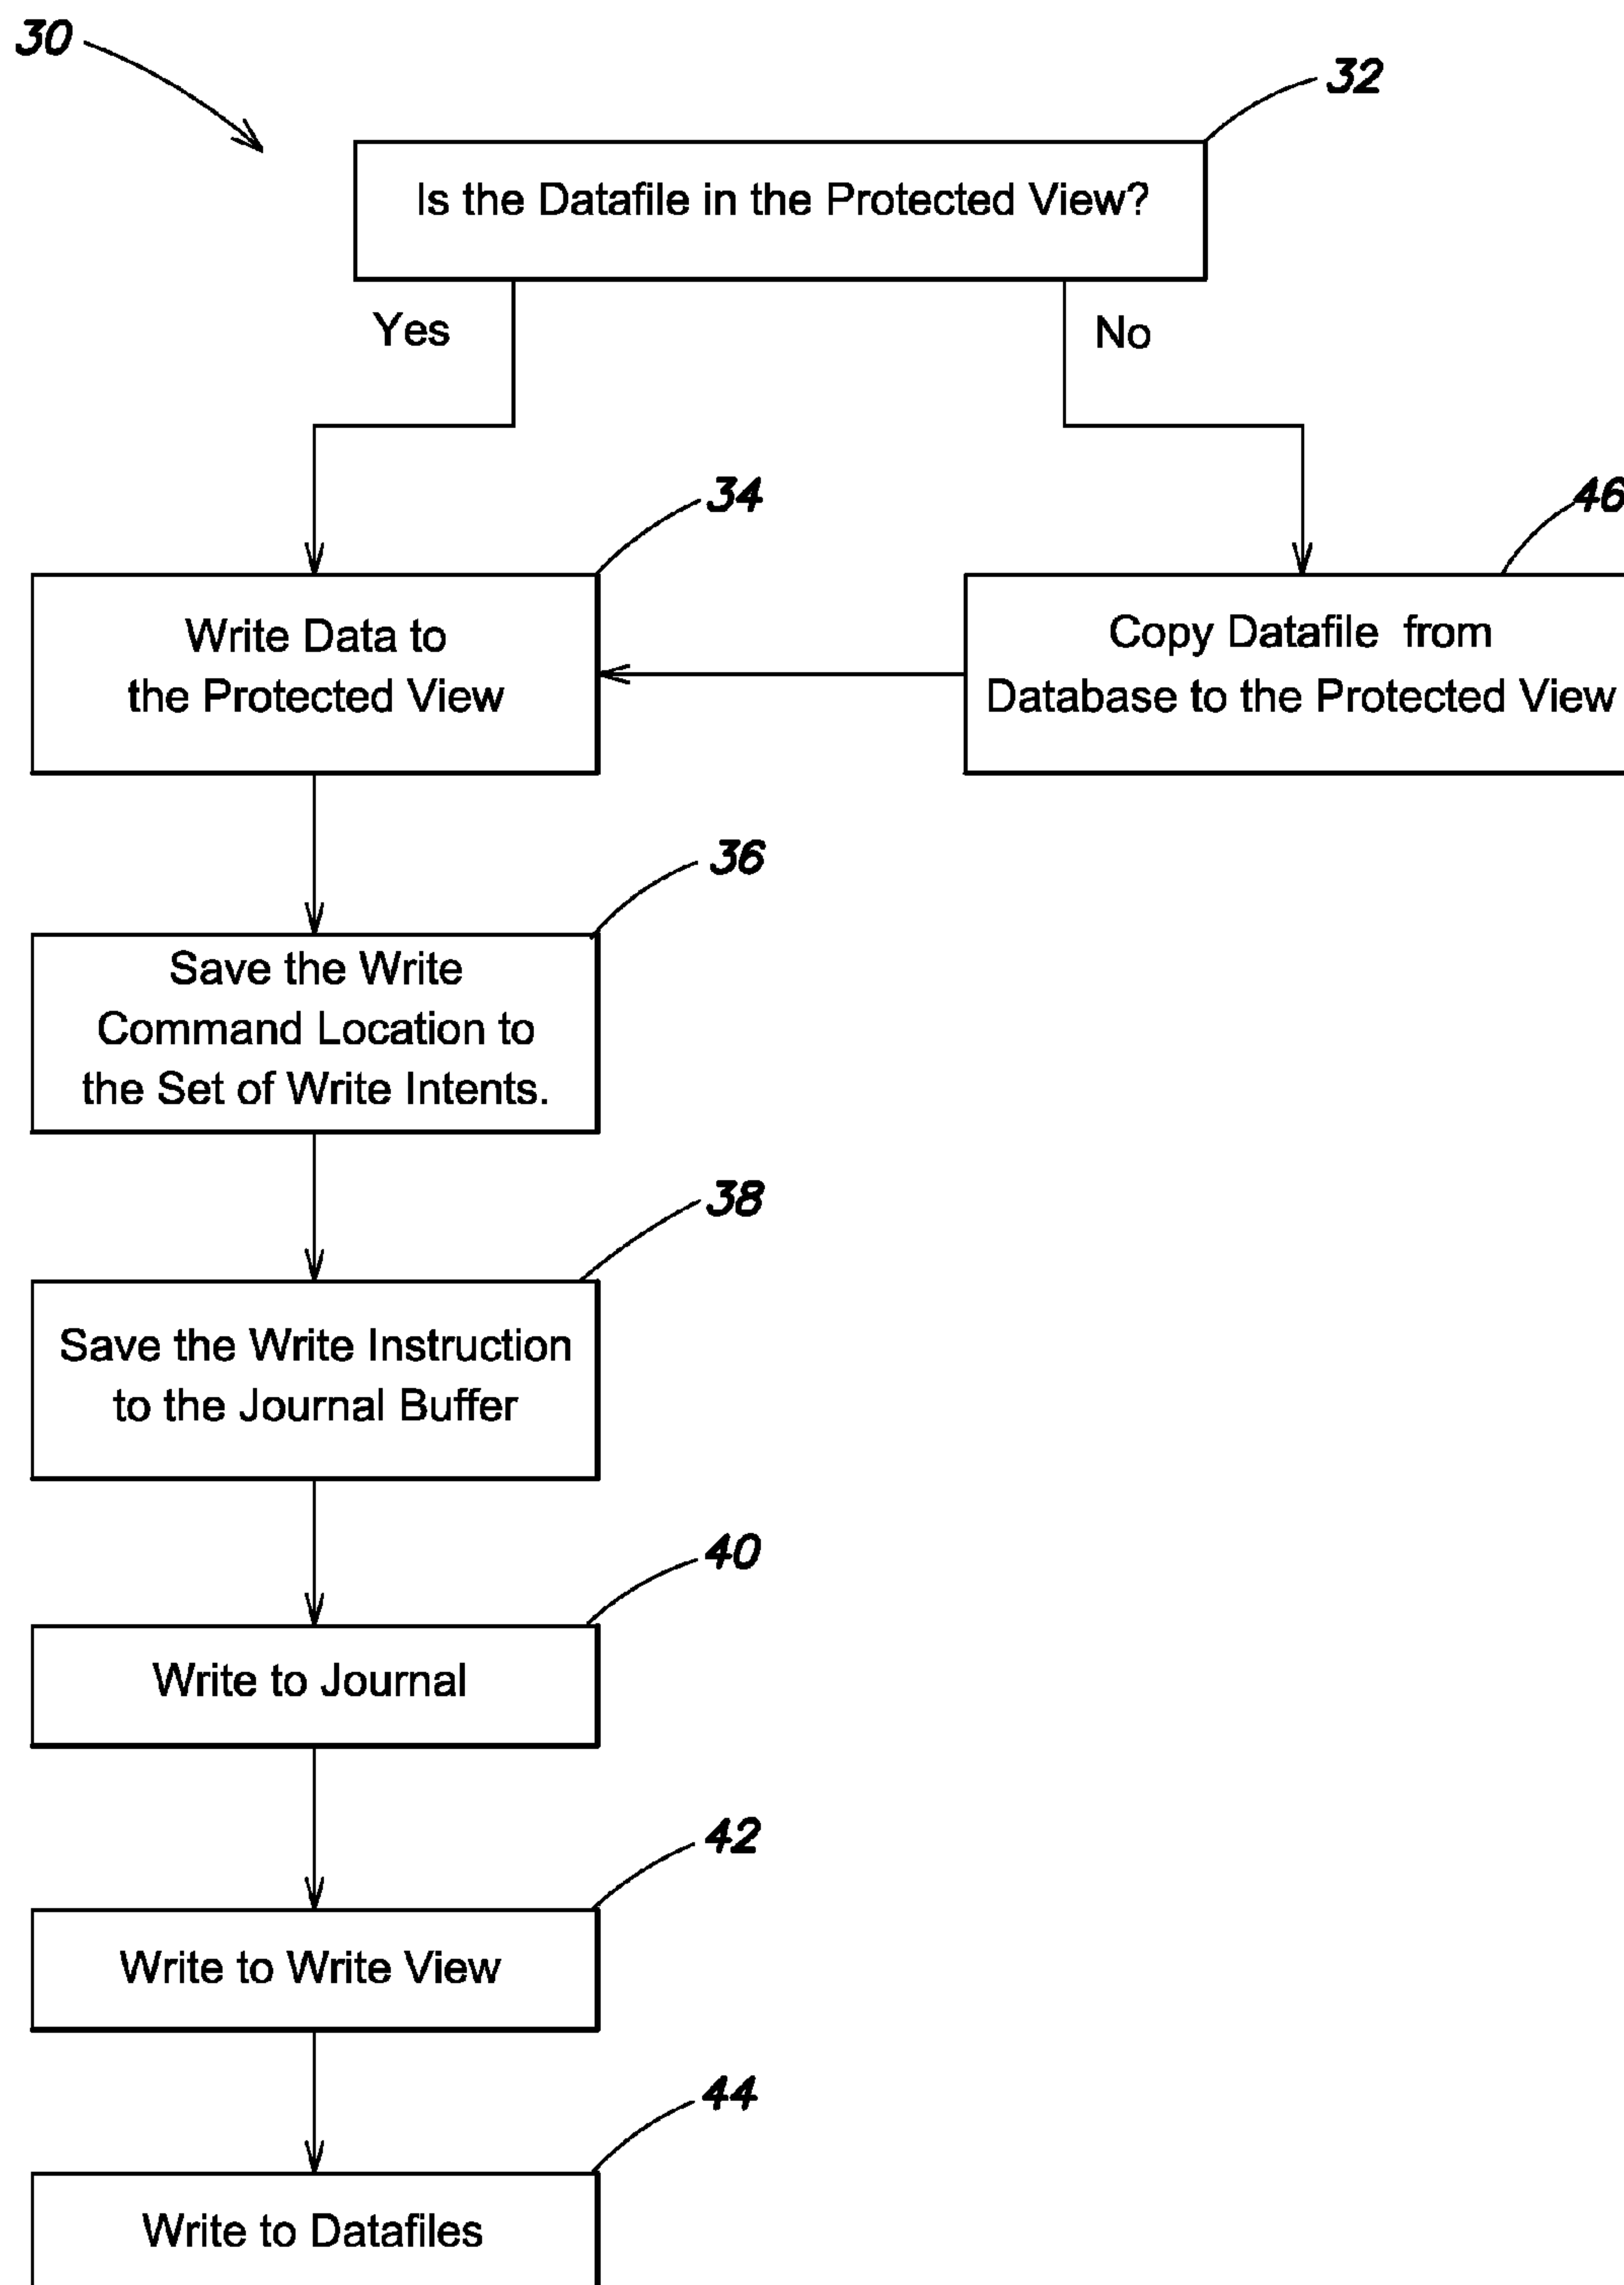 30
32
Is the Datafile in the Protected View?
Yes
No
34
46
Write Data to
the Protected View
Copy Datafile from
Database to the Protected View
36
Save the Write
Command Location to
the Set of Write Intents.
38
Save the Write Instruction
to the Journal Buffer
40
Write to Journal
42
Write to Write View
44
Write to Datafiles